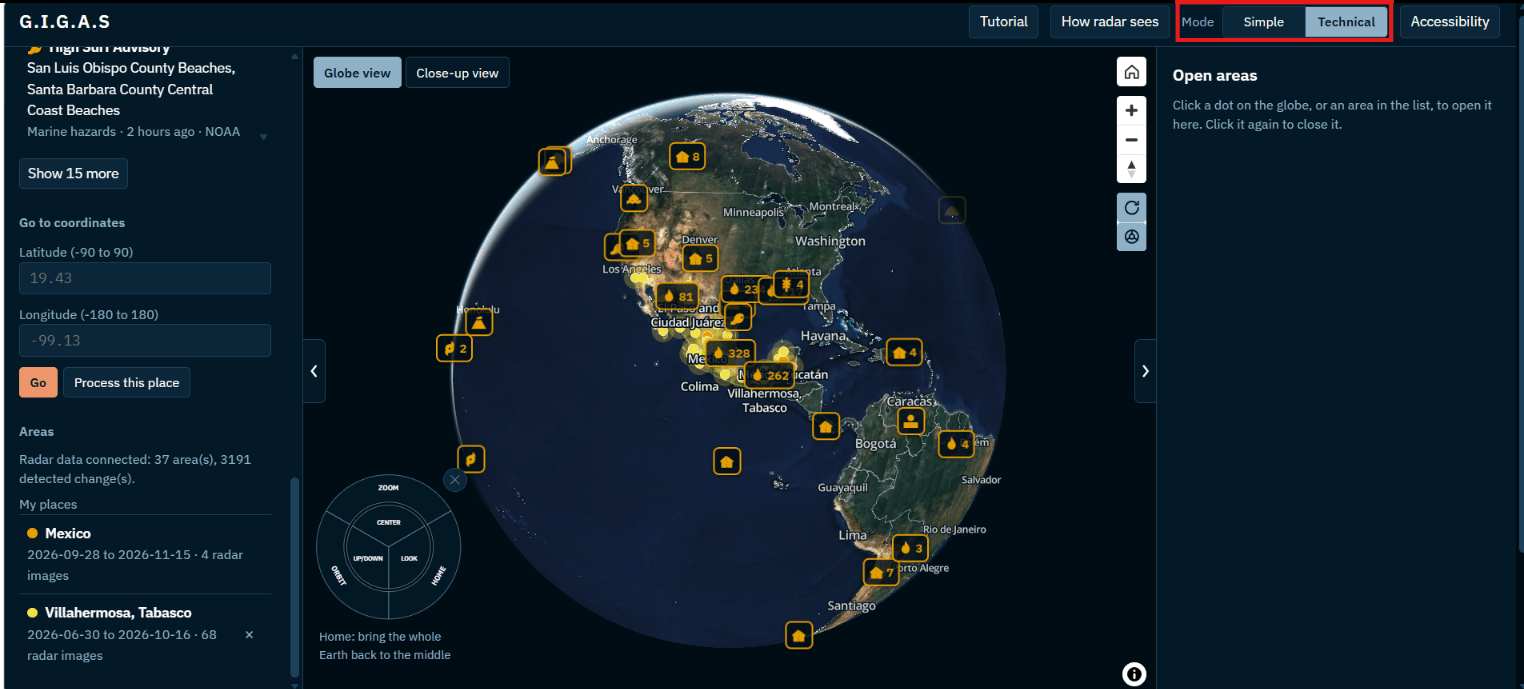 G.I.G.A.S
Tutorial
How radar sees
Mode
Simple
Technical
Accessibility
High Surf Advisory
San Luis Obispo County Beaches,
Santa Barbara County Central
Coast Beaches
Marine hazards · 2 hours ago · NOAA
Show 15 more
Go to coordinates
Latitude (-90 to 90)
19.43
Longitude (-180 to 180)
-99.13
Go
Process this place
Areas
Radar data connected: 37 area(s), 3191
detected change(s).
My places
Mexico
2026-09-28 to 2026-11-15 · 4 radar
images
Villahermosa, Tabasco
2026-06-30 to 2026-10-16 · 68
radar images
Globe view
Close-up view
Anchorage
8
Vancouver
Minneapolis
Montreal
5
Denver
5
Washington
Los Angeles
Atlanta
23
4
81
El Paso and
Ciudad Juárez
Tampa
Honolulu
2
Havana
328
4
262
Colima
Villahermosa,
Tabasco
Caracas
Bogotá
4
Guayaquil
Salvador
Lima
Rio de Janeiro
3
Porto Alegre
7
Santiago
ZOOM
CENTER
UP/DOWN
LOOK
ORBIT
HOME
Home: bring the whole
Earth back to the middle
Open areas
Click a dot on the globe, or an area in the list, to open it
here. Click it again to close it.